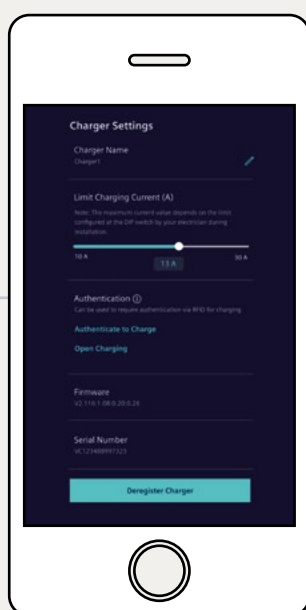 Charger Settings
Charger Name
Charger1
Limit Charging Current (A)
Note: The maximum current value depends on the limit
configured at the DIP switch by your electrician during
installation.
10 A
13 A
30 A
Authentication ⓘ
Can be used to require authentication via RFID for charging
Authenticate to Charge
Open Charging
Firmware
Serial Number
Deregister Charger